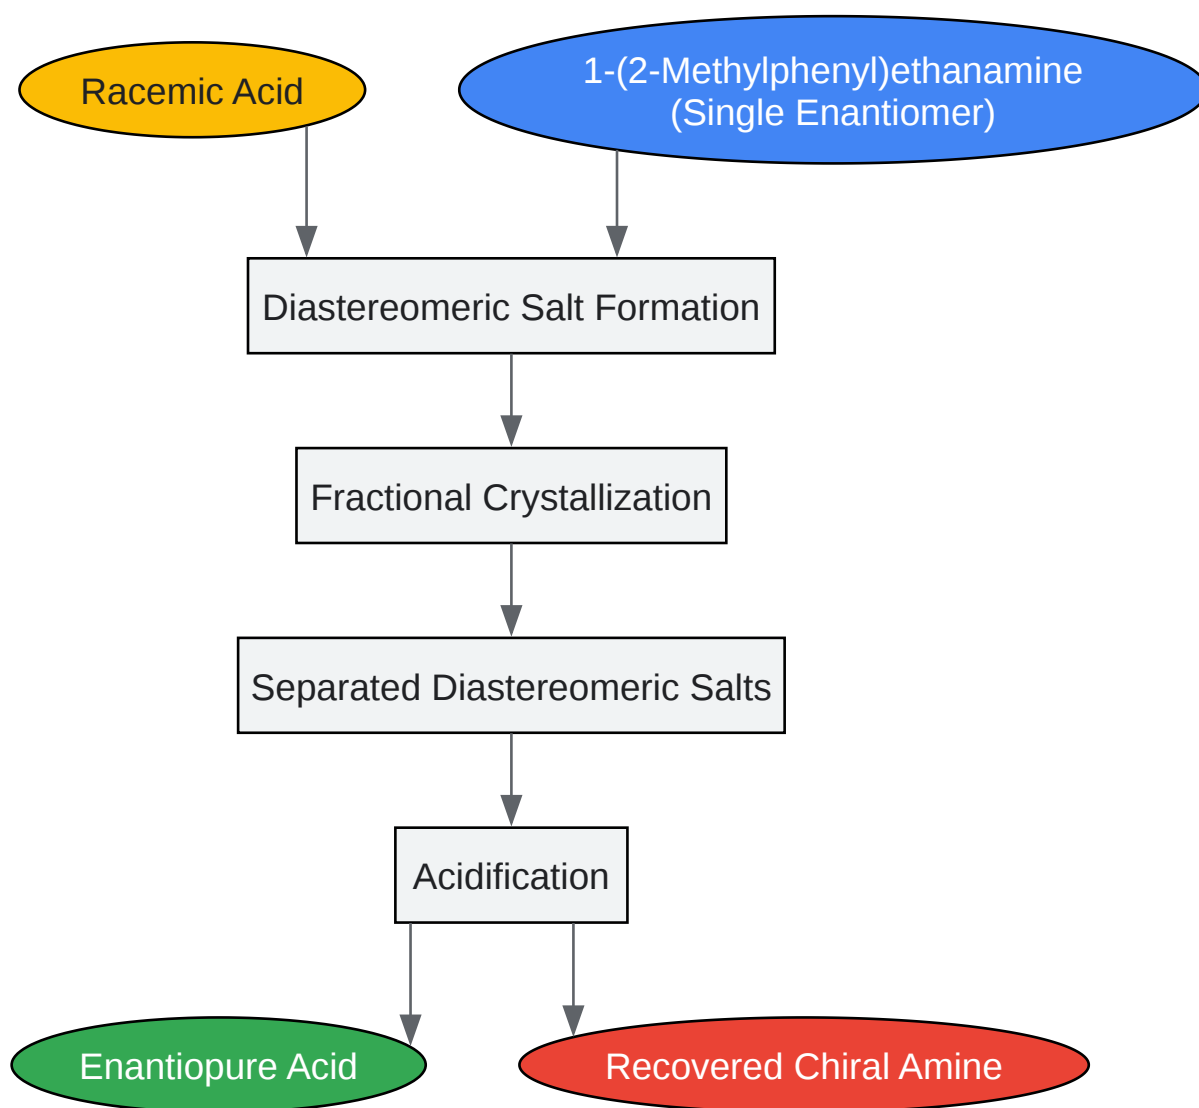 Racemic Acid
1-(2-Methylphenyl)ethanamine
(Single Enantiomer)
Diastereomeric Salt Formation
Fractional Crystallization
Separated Diastereomeric Salts
Acidification
Enantiopure Acid
Recovered Chiral Amine